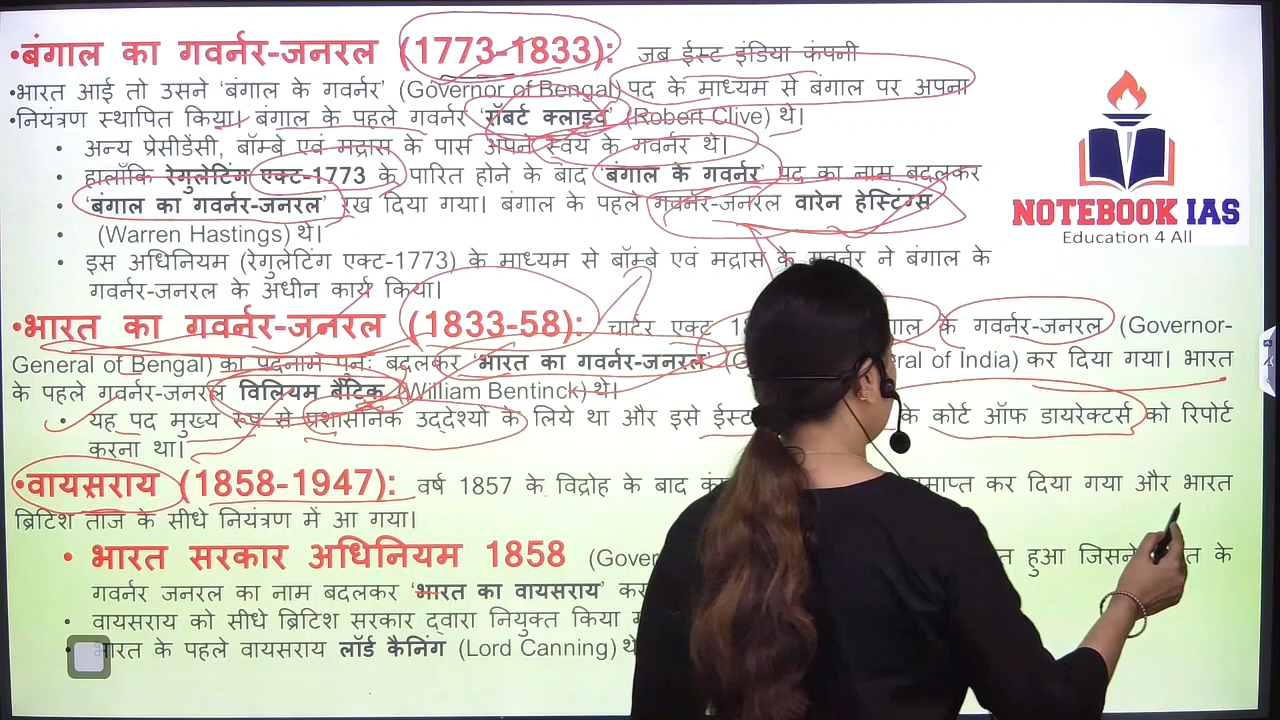 •बंगाल का गवर्नर-जनरल (1773-1833): जब ईस्ट इंडिया कंपनी
•भारत आई तो उसने ‘बंगाल के गवर्नर’ (Governor of Bengal) पद के माध्यम से बंगाल पर अपना
•नियंत्रण स्थापित किया। बंगाल के पहले गवर्नर ‘रॉबर्ट क्लाइव’ (Robert Clive) थे।
• अन्य प्रेसीडेंसी, बॉम्बे एवं मद्रास के पास अपने स्वयं के गवर्नर थे।
• हालाँकि रेगुलेटिंग एक्ट-1773 के पारित होने के बाद ‘बंगाल के गवर्नर’ पद का नाम बदलकर
• ‘बंगाल का गवर्नर-जनरल’ रख दिया गया। बंगाल के पहले गवर्नर-जनरल वारेन हेस्टिंग्स
• (Warren Hastings) थे।
• इस अधिनियम (रेगुलेटिंग एक्ट-1773) के माध्यम से बॉम्बे एवं मद्रास के गवर्नर ने बंगाल के
गवर्नर-जनरल के अधीन कार्य किया।
NOTEBOOK IAS
Education 4 All
•भारत का गवर्नर-जनरल (1833-58): चार्टर एक्ट के गवर्नर-जनरल (Governor-
General of Bengal) का पदनाम पुनः बदलकर ‘भारत का गवर्नर-जनरल’ of India) कर दिया गया। भारत
के पहले गवर्नर-जनरल विलियम बैंटिक (William Bentinck) थे।
• यह पद मुख्य रूप से प्रशासनिक उद्देश्यों के लिये था और इसे ईस्ट के कोर्ट ऑफ डायरेक्टर्स को रिपोर्ट
करना था।
•वायसराय (1858-1947): वर्ष 1857 के विद्रोह के बाद कर दिया गया और भारत
ब्रिटिश ताज के सीधे नियंत्रण में आ गया।
• भारत सरकार अधिनियम 1858 हुआ जिसने के
गवर्नर जनरल का नाम बदलकर ‘भारत का वायसराय’
• वायसराय को सीधे ब्रिटिश सरकार द्वारा नियुक्त किया
• भारत के पहले वायसराय लॉर्ड कैनिंग (Lord Canning) थे